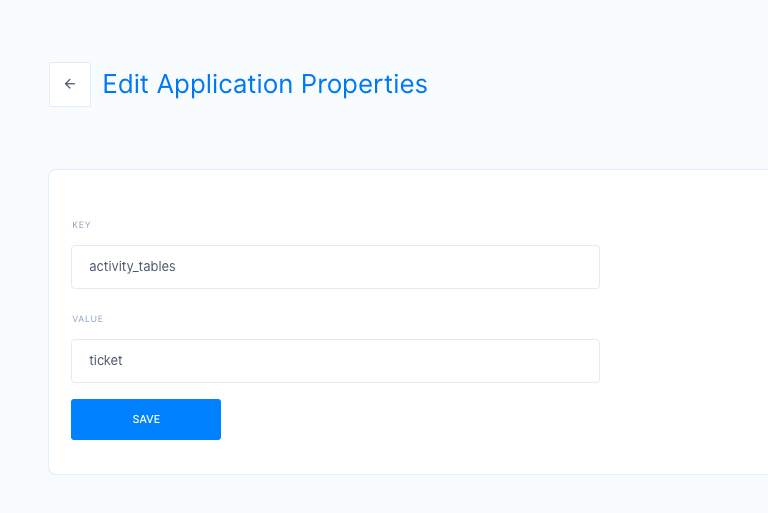 Edit Application Properties
KEY
activity_tables
VALUE
ticket
SAVE